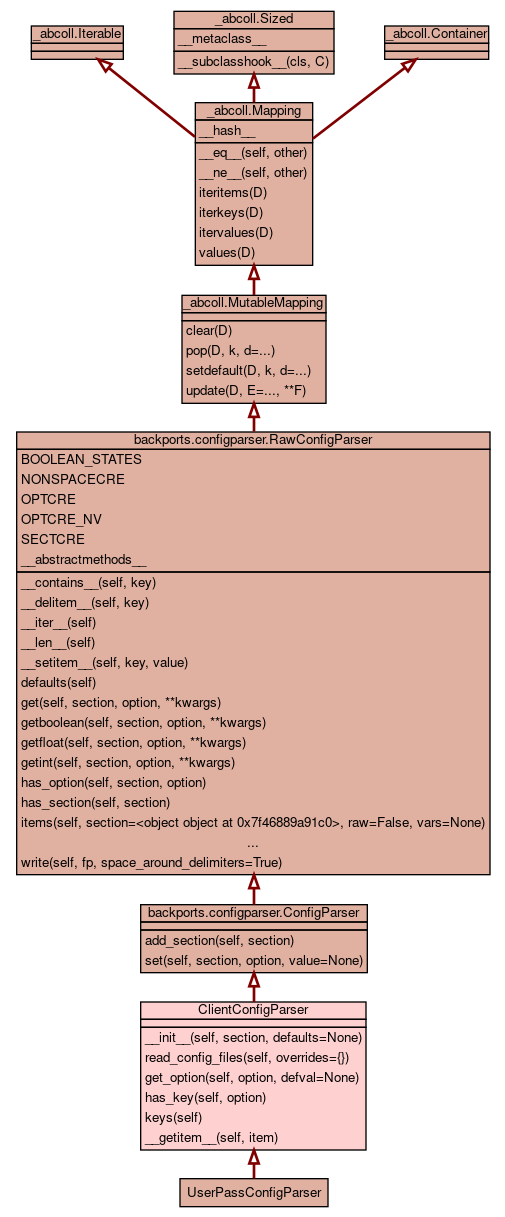 _abcoll.Iterable
_abcoll.Sized
__metaclass__
__subclasshook__(cls, C)
_abcoll.Container
_abcoll.Mapping
__hash__
__eq__(self, other)
__ne__(self, other)
iteritems(D)
iterkeys(D)
itervalues(D)
values(D)
_abcoll.MutableMapping
clear(D)
pop(D, k, d=...)
setdefault(D, k, d=...)
update(D, E=..., **F)
backports.configparser.RawConfigParser
BOOLEAN_STATES
NONSPACECRE
OPTCRE
OPTCRE_NV
SECTCRE
__abstractmethods__
__contains__(self, key)
__delitem__(self, key)
__iter__(self)
__len__(self)
__setitem__(self, key, value)
defaults(self)
get(self, section, option, **kwargs)
getboolean(self, section, option, **kwargs)
getfloat(self, section, option, **kwargs)
getint(self, section, option, **kwargs)
has_option(self, section, option)
has_section(self, section)
items(self, section=<object object at 0x7f46889a91c0>, raw=False, vars=None)
...
write(self, fp, space_around_delimiters=True)
backports.configparser.ConfigParser
add_section(self, section)
set(self, section, option, value=None)
ClientConfigParser
__init__(self, section, defaults=None)
read_config_files(self, overrides={})
get_option(self, option, defval=None)
has_key(self, option)
keys(self)
__getitem__(self, item)
UserPassConfigParser